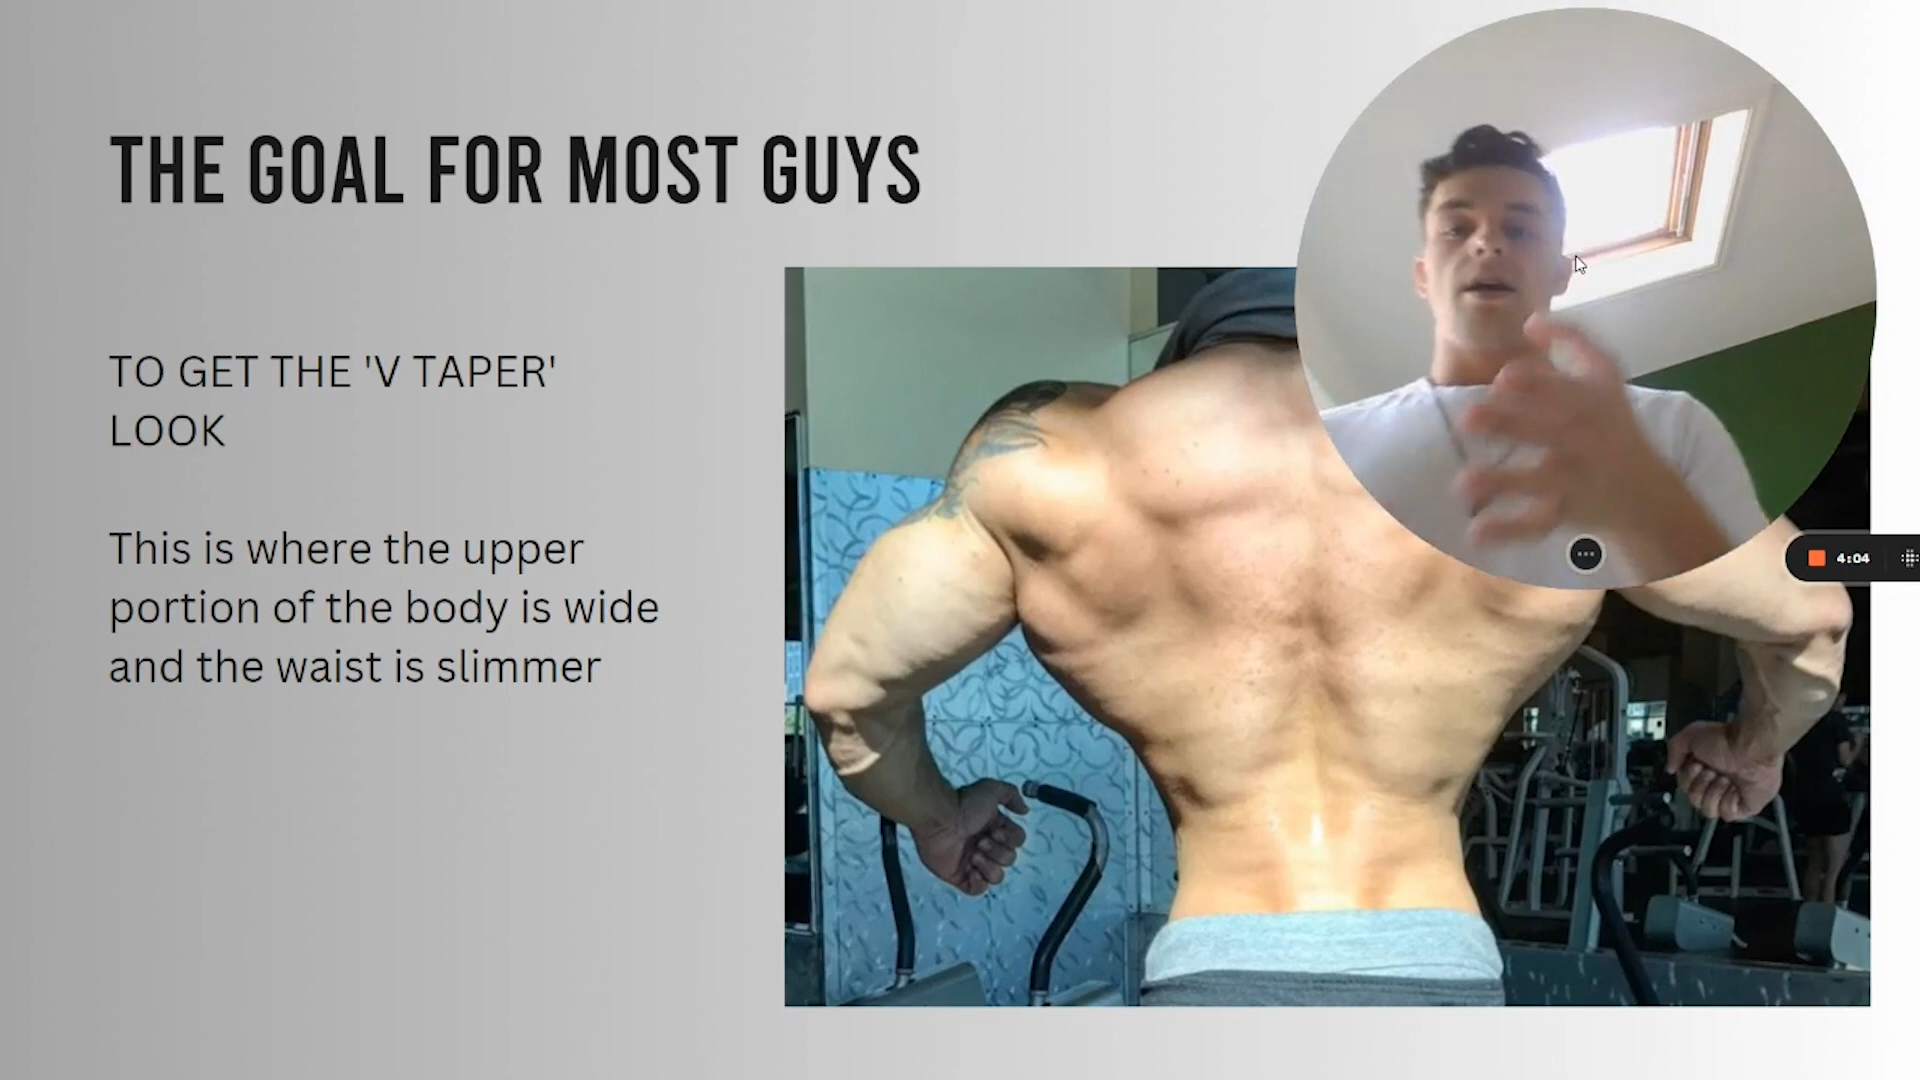 THE GOAL FOR MOST GUYS
TO GET THE 'V TAPER'
LOOK
This is where the upper
portion of the body is wide
and the waist is slimmer
4:04